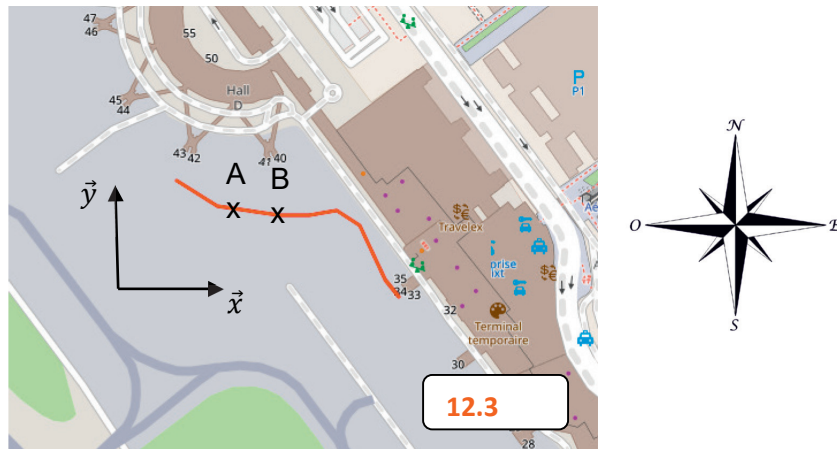 47
46
55
50
Hall
D
45
44
43 42
41 40
A
B
P
P1
Travelex
prise
ixt
y
x
35
34 33
32
Terminal
temporaire
30
12.3
28
N
O
E
S